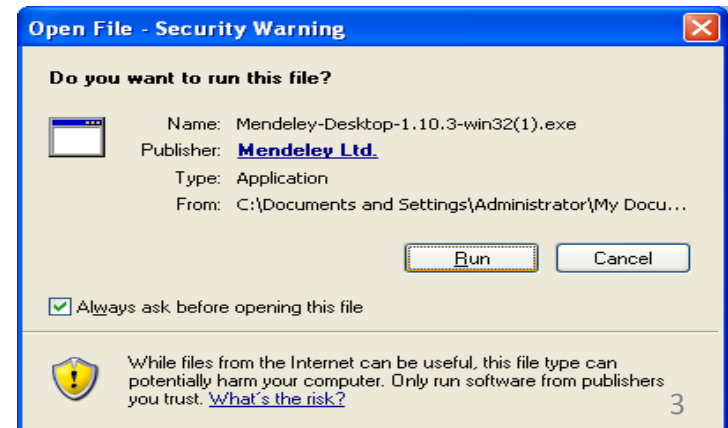 Open File - Security Warning
Do you want to run this file?
Name: Mendeley-Desktop-1.10.3-win32(1).exe
Publisher: Mendeley Ltd.
Type: Application
From: C:\Documents and Settings\Administrator\My Docu...
Run Cancel
Always ask before opening this file
While files from the Internet can be useful, this file type can
potentially harm your computer. Only run software from publishers
you trust. What's the risk?
3